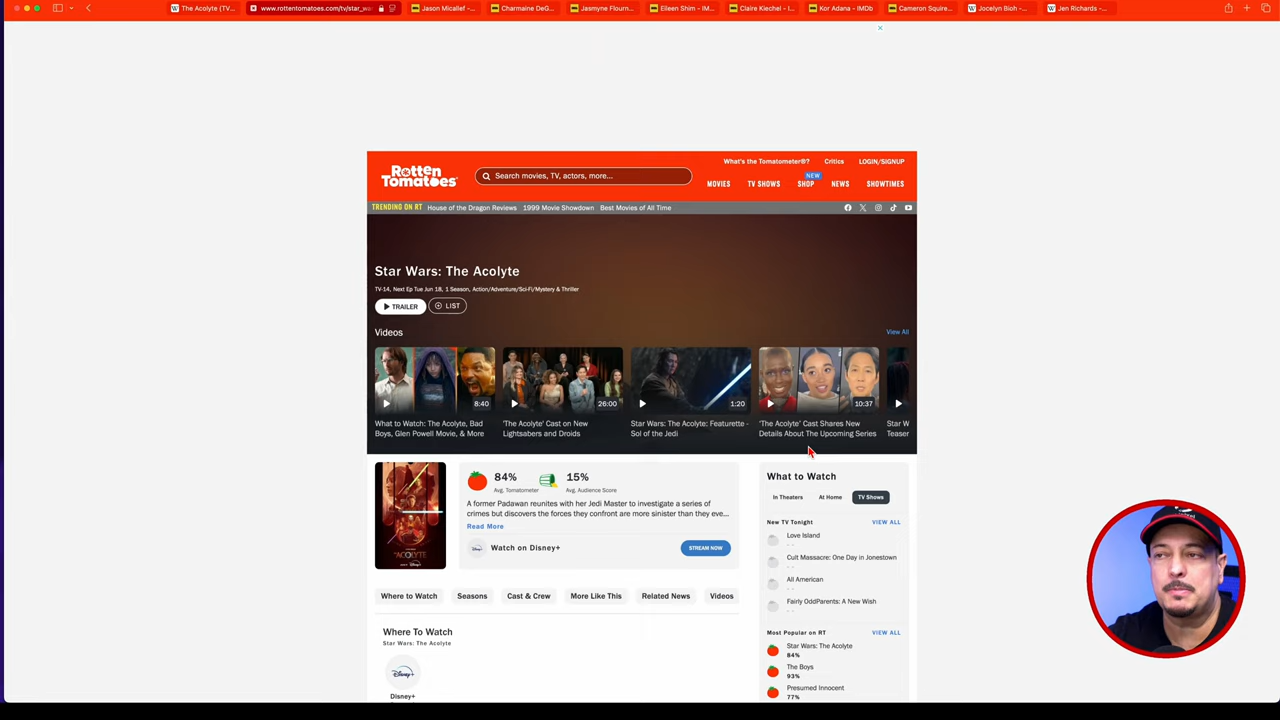 The Acolyte (TV...
www.rottentomatoes.com/tv/star_wa
Jason Micallef -...
Charmaine DeG...
Jasmyne Flourn...
Eileen Shim - IM...
Claire Kiechel - I...
Kor Adana - IMDb
Cameron Squire...
Jocelyn Bioh -...
Jen Richards -...
Rotten
Tomatoes
Search movies, TV, actors, more...
What's the Tomatometer®?
Critics
LOGIN/SIGNUP
MOVIES
TV SHOWS
NEW
SHOP
NEWS
SHOWTIMES
TRENDING ON RT
House of the Dragon Reviews
1999 Movie Showdown
Best Movies of All Time
Star Wars: The Acolyte
TV-14, Next Ep Tue Jun 18, 1 Season, Action/Adventure/Sci-Fi/Mystery & Thriller
TRAILER
LIST
Videos
View All
8:40
26:00
1:20
10:37
What to Watch: The Acolyte, Bad
Boys, Glen Powell Movie, & More
'The Acolyte' Cast on New
Lightsabers and Droids
Star Wars: The Acolyte: Featurette -
Sol of the Jedi
'The Acolyte' Cast Shares New
Details About The Upcoming Series
Star W
Teaser
84%
Avg. Tomatometer
15%
Avg. Audience Score
A former Padawan reunites with her Jedi Master to investigate a series of
crimes but discovers the forces they confront are more sinister than they eve...
Read More
Watch on Disney+
STREAM NOW
ACOLYTE
What to Watch
In Theaters
At Home
TV Shows
New TV Tonight
VIEW ALL
Love Island
- -
Cult Massacre: One Day in Jonestown
- -
All American
- -
Fairly OddParents: A New Wish
- -
Most Popular on RT
VIEW ALL
Star Wars: The Acolyte
84%
The Boys
93%
Presumed Innocent
77%
Where to Watch
Seasons
Cast & Crew
More Like This
Related News
Videos
Where To Watch
Star Wars: The Acolyte
Disney+
Disney+